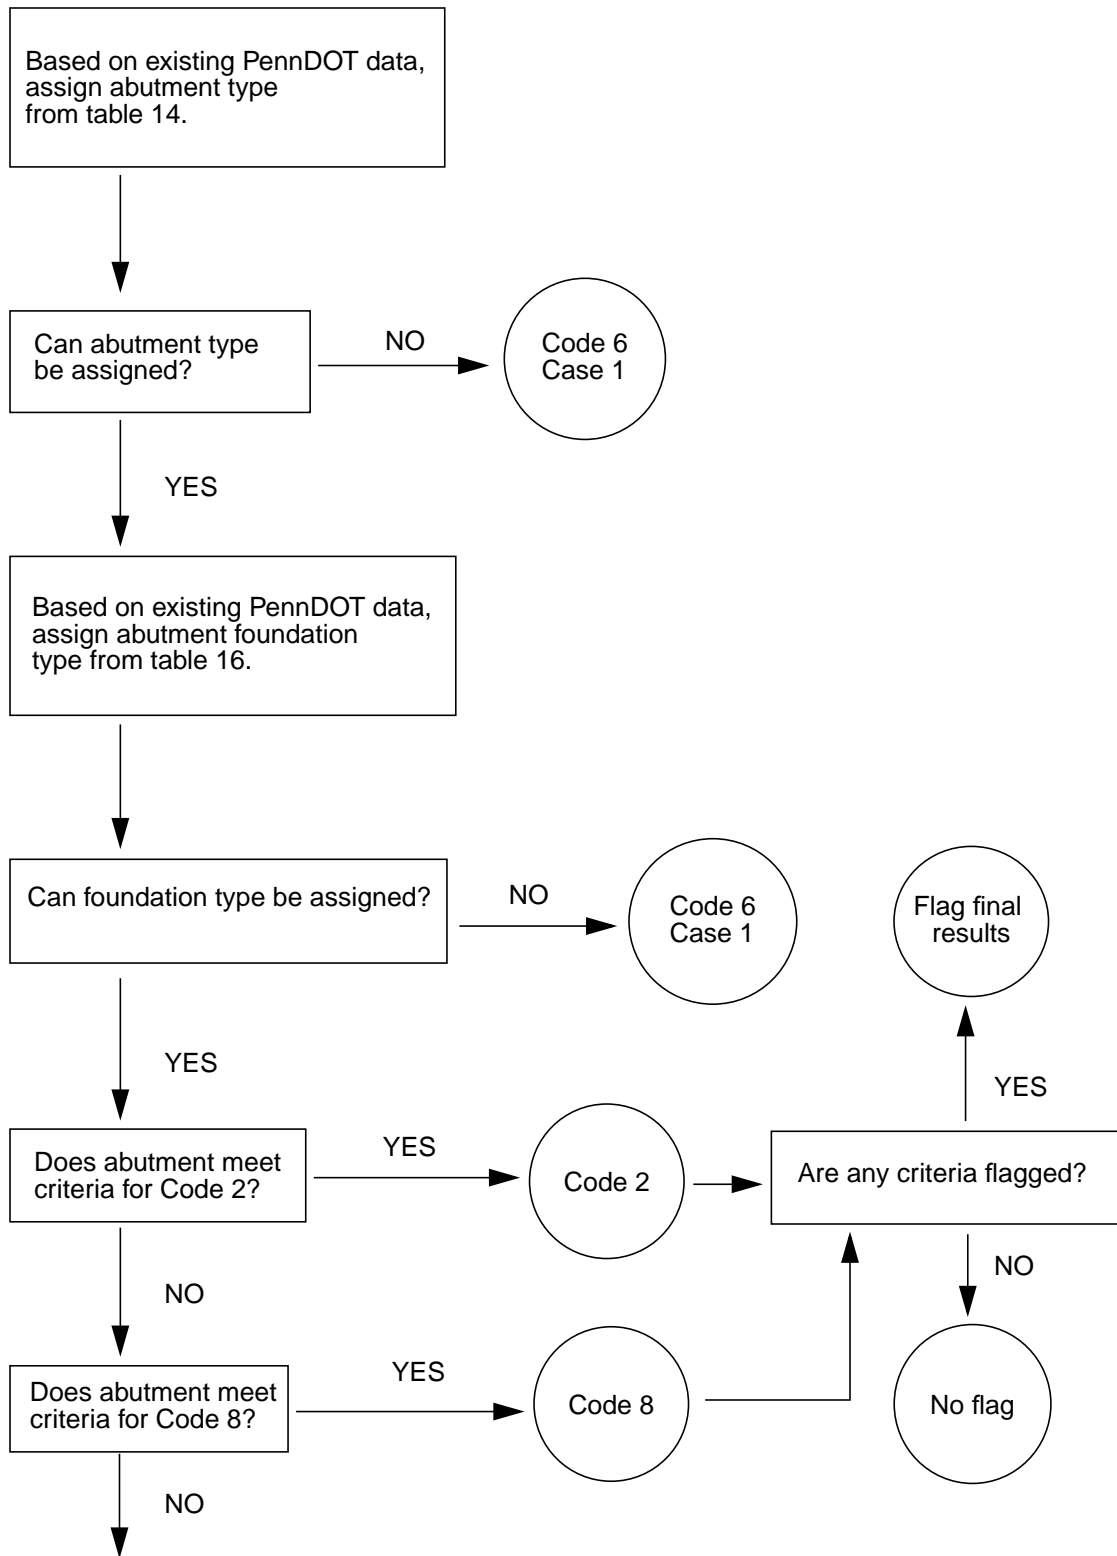 Based on existing PennDOT data,
assign abutment type
from table 14.
Can abutment type
be assigned?
NO
Code 6
Case 1
YES
Based on existing PennDOT data,
assign abutment foundation
type from table 16.
Can foundation type be assigned?
NO
Code 6
Case 1
Flag final
results
YES
YES
Does abutment meet
criteria for Code 2?
YES
Code 2
Are any criteria flagged?
NO
NO
Does abutment meet
criteria for Code 8?
YES
Code 8
No flag
NO